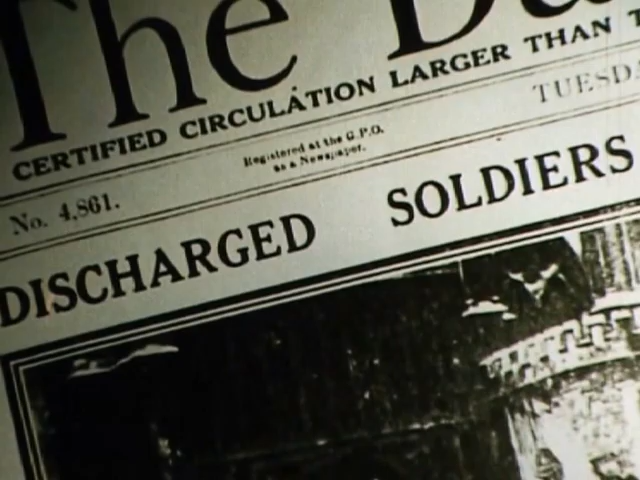 The Da
CERTIFIED CIRCULATION LARGER THAN T
TUESDA
Registered at the G.P.O.
as a Newspaper.
No. 4,861.
DISCHARGED SOLDIERS